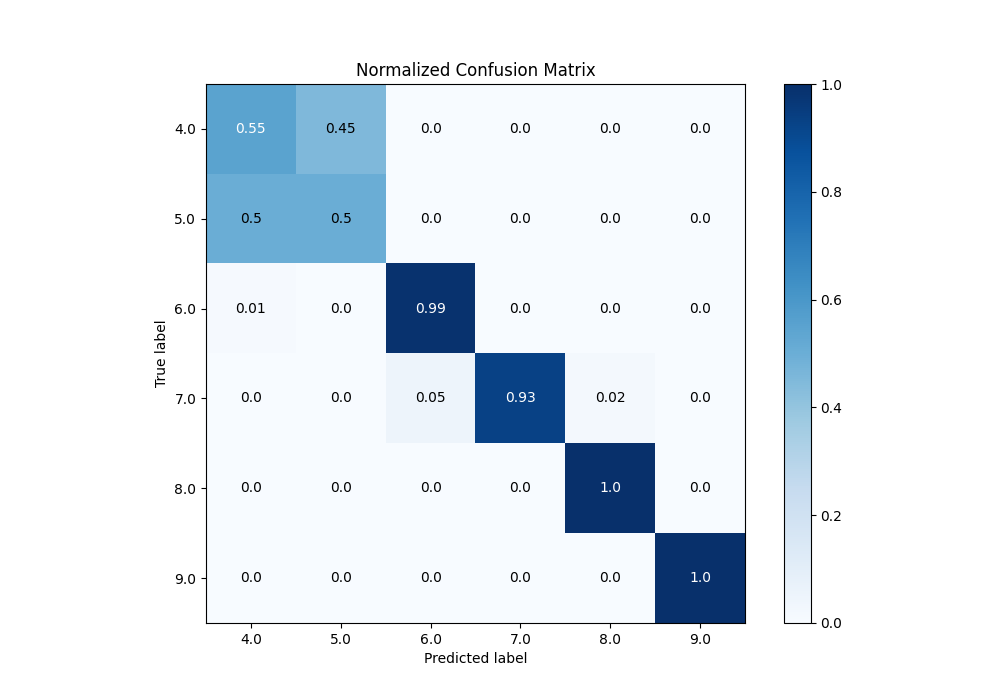 Normalized Confusion Matrix
True label
4.0 0.55 0.45 0.0 0.0 0.0 0.0
5.0 0.5 0.5 0.0 0.0 0.0 0.0
6.0 0.01 0.0 0.99 0.0 0.0 0.0
7.0 0.0 0.0 0.05 0.93 0.02 0.0
8.0 0.0 0.0 0.0 0.0 1.0 0.0
9.0 0.0 0.0 0.0 0.0 0.0 1.0
4.0 5.0 6.0 7.0 8.0 9.0
Predicted label
1.0
0.8
0.6
0.4
0.2
0.0